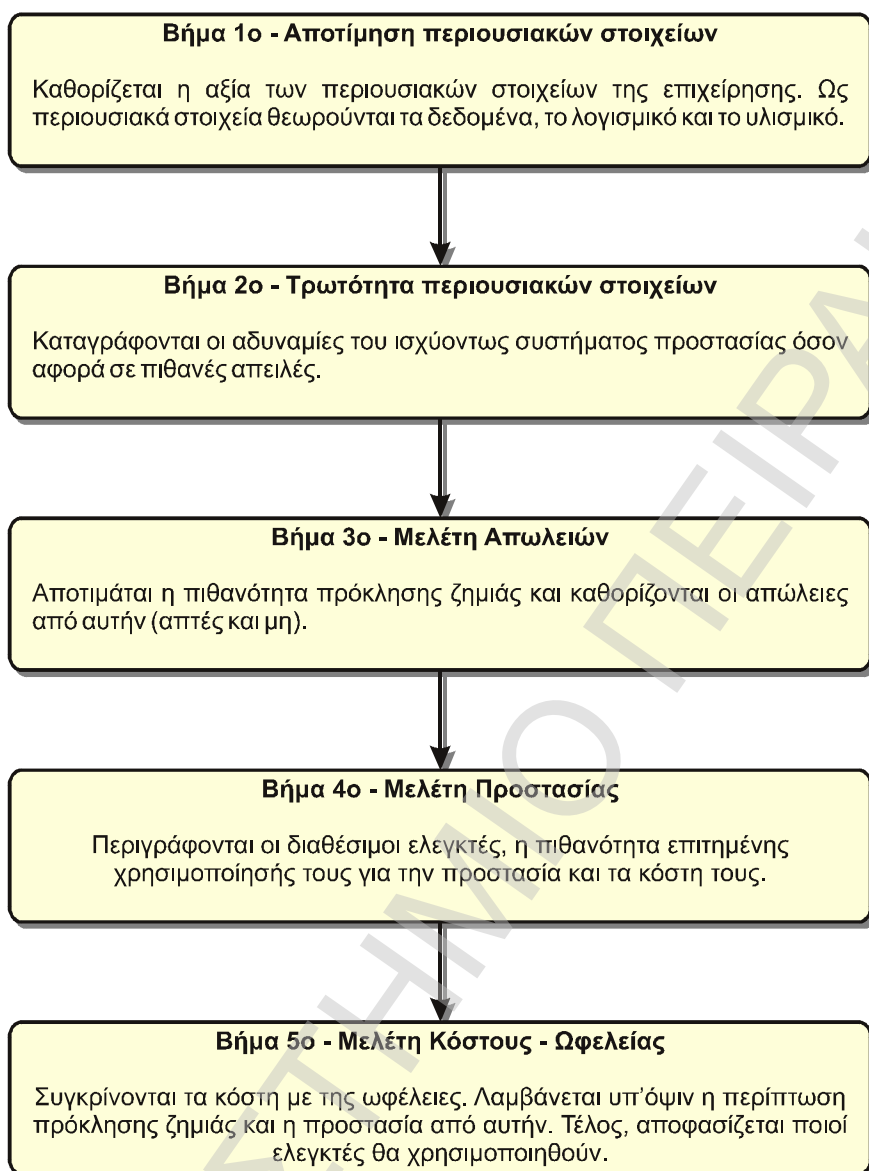 Βήμα 1ο - Αποτίμηση περιουσιακών στοιχείων
Καθορίζεται η αξία των περιουσιακών στοιχείων της επιχείρησης. Ως
περιουσιακά στοιχεία θεωρούνται τα δεδομένα, το λογισμικό και το υλισμικό.
Βήμα 2ο - Τρωτότητα περιουσιακών στοιχείων
Καταγράφονται οι αδυναμίες του ισχύοντως συστήματος προστασίας όσον
αφορά σε πιθανές απειλές.
Βήμα 3ο - Μελέτη Απωλειών
Αποτιμάται η πιθανότητα πρόκλησης ζημιάς και καθορίζονται οι απώλειες
από αυτήν (απτές και μη).
Βήμα 4ο - Μελέτη Προστασίας
Περιγράφονται οι διαθέσιμοι ελεγκτές, η πιθανότητα επιτημένης
χρησιμοποίησής τους για την προστασία και τα κόστη τους.
Βήμα 5ο - Μελέτη Κόστους - Ωφελείας
Συγκρίνονται τα κόστη με της ωφέλειες. Λαμβάνεται υπ'όψιν η περίπτωση
πρόκλησης ζημιάς και η προστασία από αυτήν. Τέλος, αποφασίζεται ποιοί
ελεγκτές θα χρησιμοποιηθούν.
ΣΤΗΜΙΟ ΠΕΙΡΑ